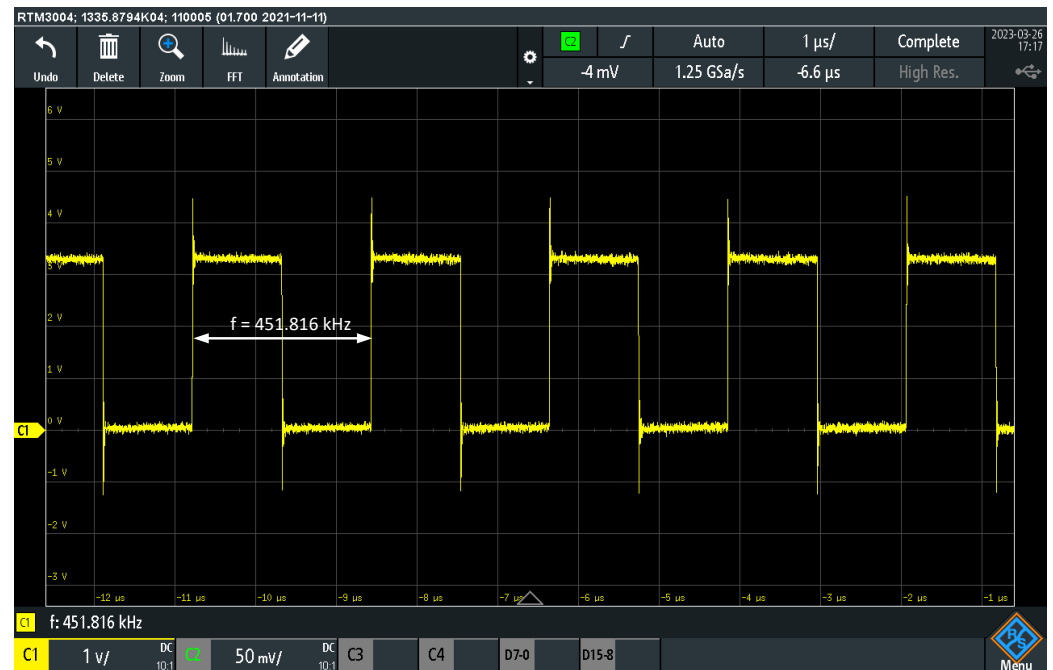 RTM3004; 1335.8794K04; 110005 (01.700 2021-11-11)
Undo
Delete
Zoom
FFT
Annotation
C2
Auto
1 µs/
Complete
-4 mV
1.25 GSa/s
-6.6 µs
High Res.
2023-03-26
17:17
6 V
5 V
4 V
3 V
2 V
1 V
0 V
-1 V
-2 V
-3 V
C1
f = 451.816 kHz
-12 µs
-11 µs
-10 µs
-9 µs
-8 µs
-7 µs
-6 µs
-5 µs
-4 µs
-3 µs
-2 µs
-1 µs
C1 f: 451.816 kHz
C1 1 V/ DC 10:1
C2 50 mV/ DC 10:1
C3
C4
D7-0
D15-8
R&S
Menu